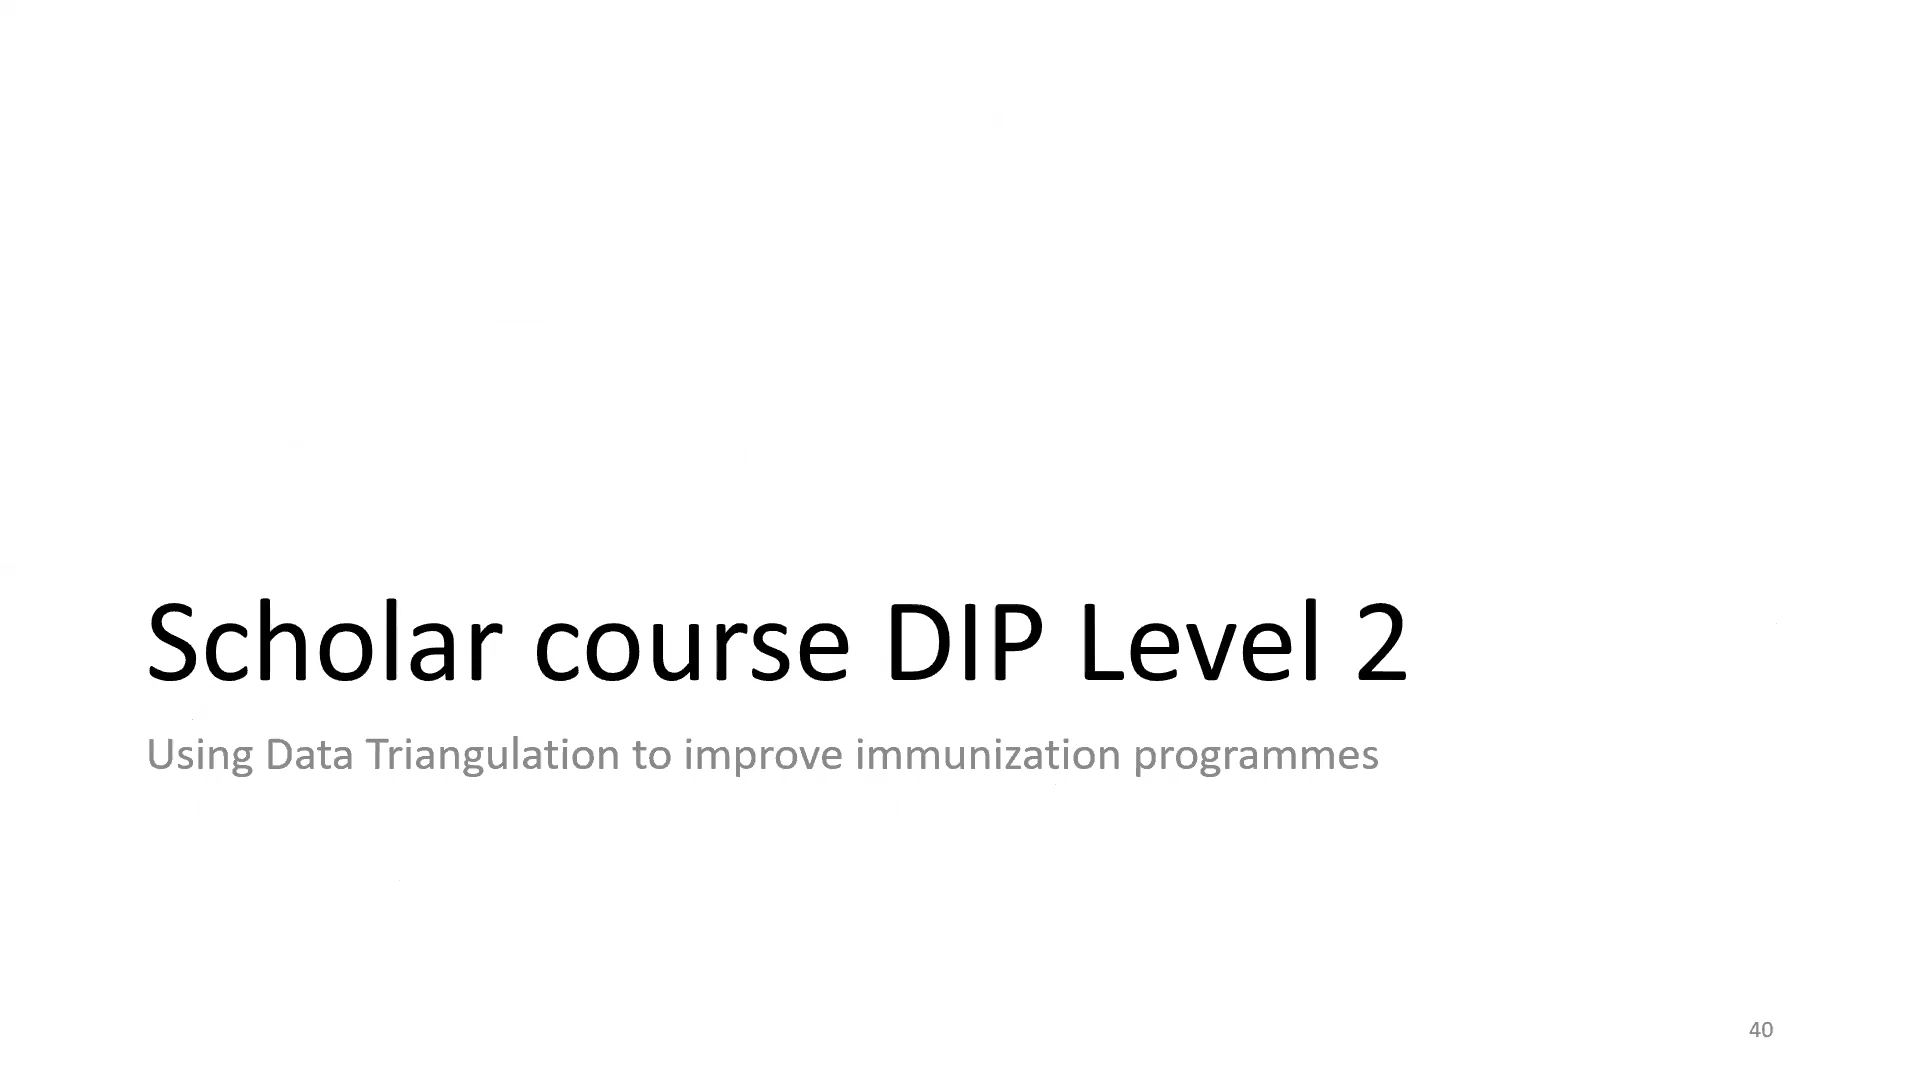 Scholar course DIP Level 2
Using Data Triangulation to improve immunization programmes
40